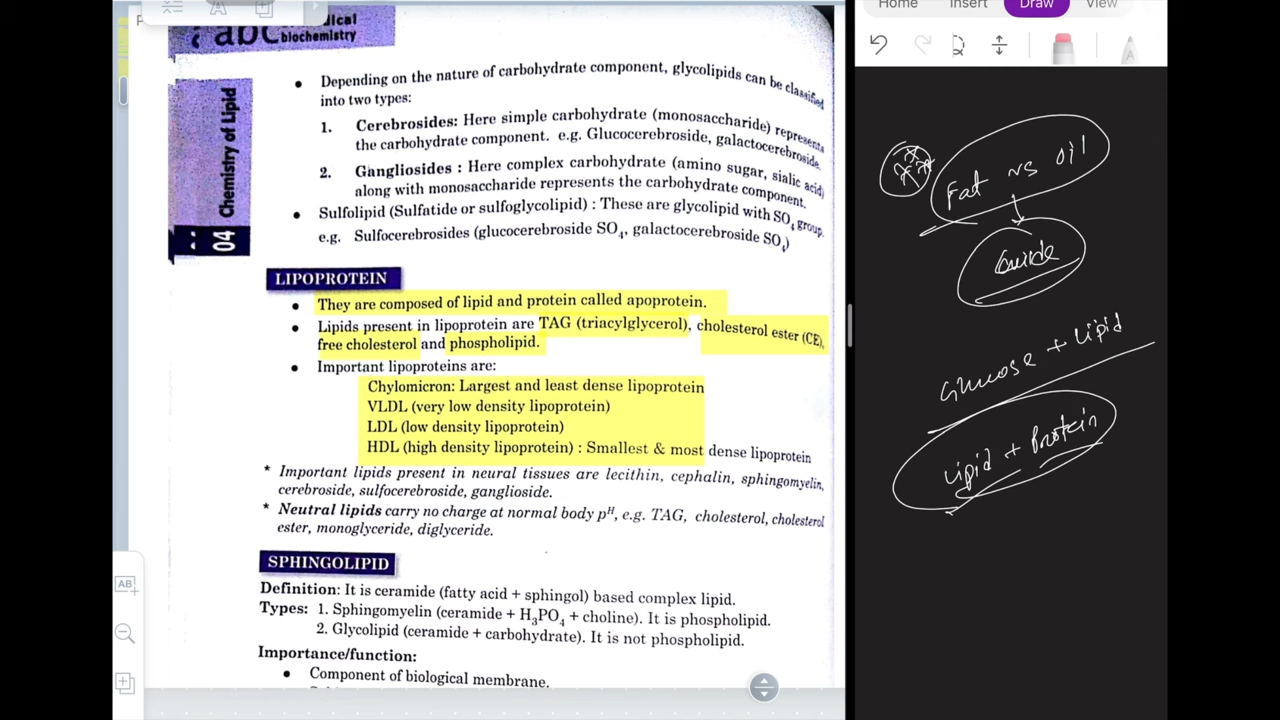 Home Insert Draw View
abc
biochemistry
04 Chemistry of Lipid
• Depending on the nature of carbohydrate component, glycolipids can be classified
into two types:
1. Cerebrosides: Here simple carbohydrate (monosaccharide) represents
the carbohydrate component. e.g. Glucocerebroside, galactocerebroside.
2. Gangliosides : Here complex carbohydrate (amino sugar, sialic acid)
along with monosaccharide represents the carbohydrate component.
• Sulfolipid (Sulfatide or sulfoglycolipid) : These are glycolipid with SO4 group.
e.g. Sulfocerebrosides (glucocerebroside SO4, galactocerebroside SO4)
LIPOPROTEIN
• They are composed of lipid and protein called apoprotein.
• Lipids present in lipoprotein are TAG (triacylglycerol), cholesterol ester (CE),
free cholesterol and phospholipid.
• Important lipoproteins are:
Chylomicron: Largest and least dense lipoprotein
VLDL (very low density lipoprotein)
LDL (low density lipoprotein)
HDL (high density lipoprotein) : Smallest & most dense lipoprotein
* Important lipids present in neural tissues are lecithin, cephalin, sphingomyelin,
cerebroside, sulfocerebroside, ganglioside.
* Neutral lipids carry no charge at normal body pH, e.g. TAG, cholesterol, cholesterol
ester, monoglyceride, diglyceride.
SPHINGOLIPID
Definition: It is ceramide (fatty acid + sphingol) based complex lipid.
Types: 1. Sphingomyelin (ceramide + H3PO4 + choline). It is phospholipid.
2. Glycolipid (ceramide + carbohydrate). It is not phospholipid.
Importance/function:
• Component of biological membrane.
Fat vs oil
Glucose + Lipid
Lipid + Protein